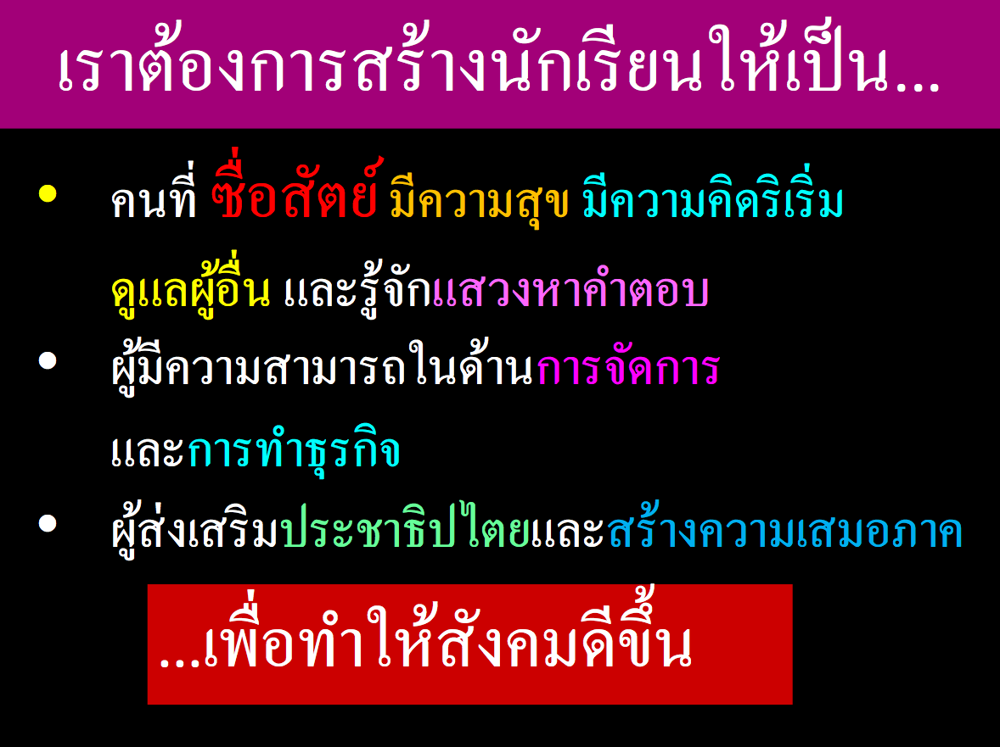 เราต้องการสร้างนักเรียนให้เป็น...
• คนที่ ซื่อสัตย์ มีความสุข มีความคิดริเริ่ม
ดูแลผู้อื่น และรู้จักแสวงหาคำตอบ
• ผู้มีความสามารถในด้านการจัดการ
และการทำธุรกิจ
• ผู้ส่งเสริมประชาธิปไตยและสร้างความเสมอภาค
...เพื่อทำให้สังคมดีขึ้น